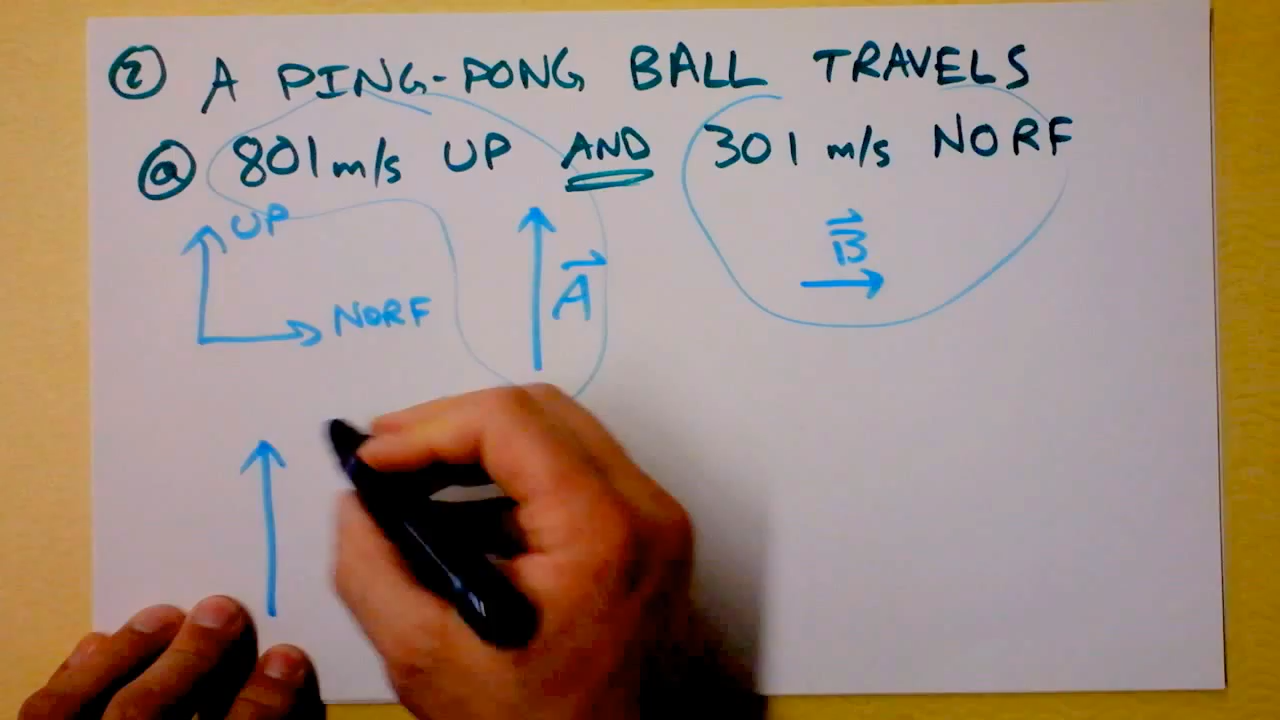 ② A PING-PONG BALL TRAVELS
@ 801 m/s UP AND 301 m/s NORF
UP
NORF
A
B